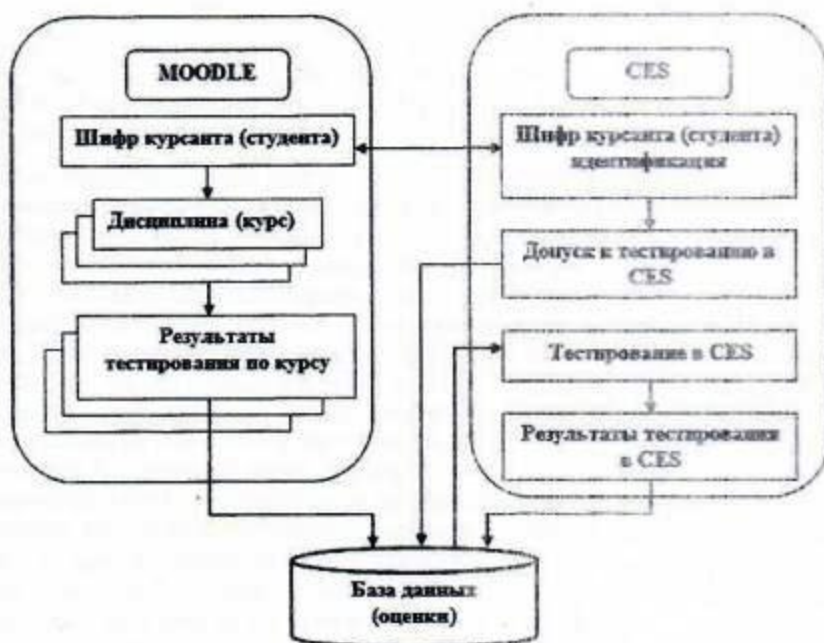 MOODLE
Шифр курсанта (студента)
Дисциплина (курс)
Результаты
тестирования по курсу
CES
Шифр курсанта (студента)
идентификация
Допуск к тестированию в
CES
Тестирование в CES
Результаты тестирования
в CES
База данных
(оценки)